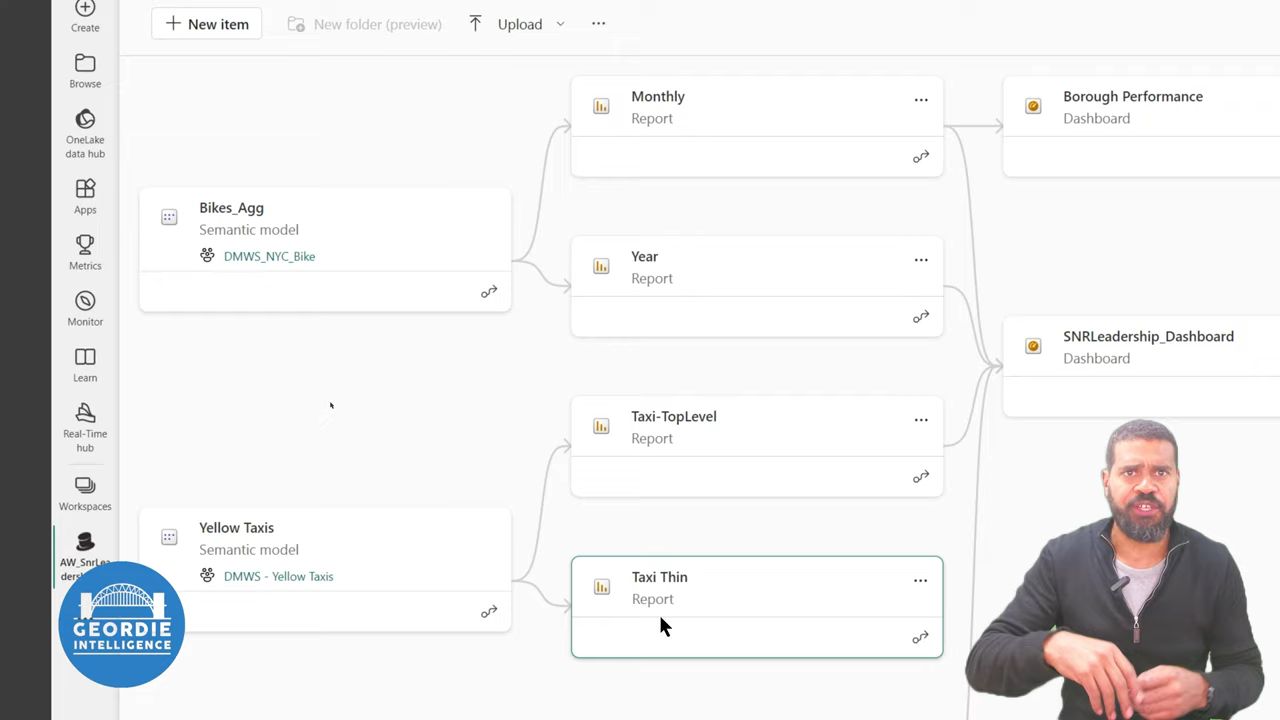 Create
Browse
OneLake
data hub
Apps
Metrics
Monitor
Learn
Real-Time
hub
Workspaces
AW_SnrLea
GEORDIE
INTELLIGENCE
New item
New folder (preview)
Upload
Bikes_Agg
Semantic model
DMWS_NYC_Bike
Yellow Taxis
Semantic model
DMWS - Yellow Taxis
Monthly
Report
Year
Report
Taxi-TopLevel
Report
Taxi Thin
Report
Borough Performance
Dashboard
SNRLeadership_Dashboard
Dashboard